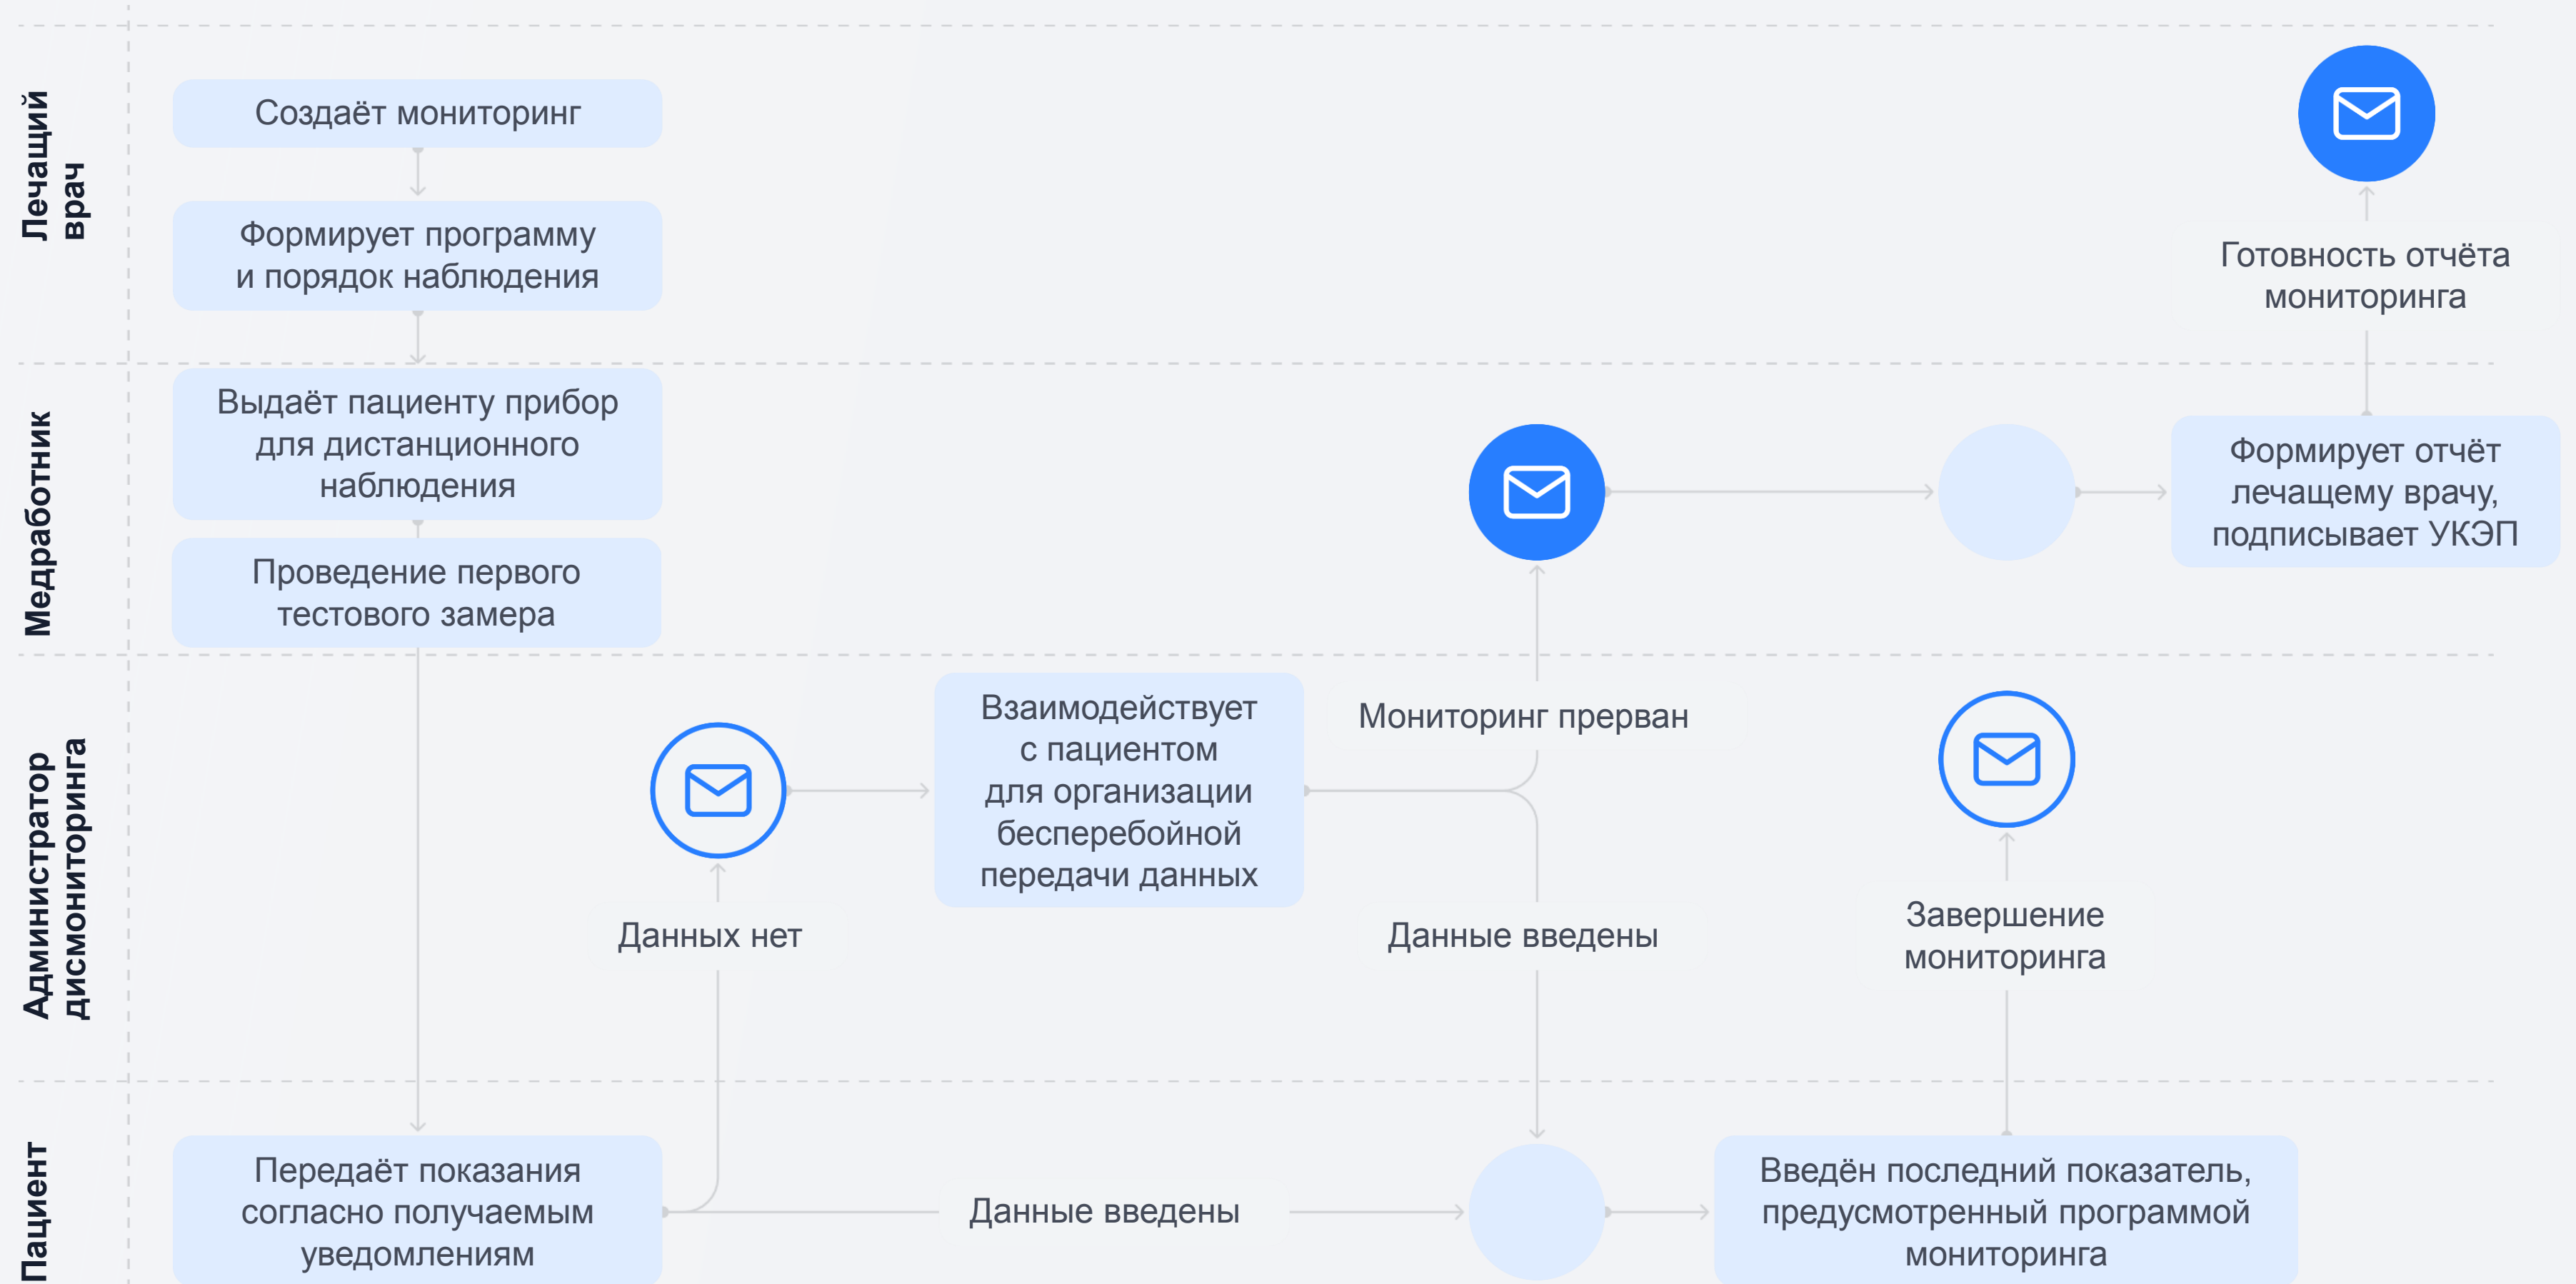 Лечащий
врач
Создаёт мониторинг
Формирует программу
и порядок наблюдения
Готовность отчёта
мониторинга
Медработник
Выдаёт пациенту прибор
для дистанционного
наблюдения
Проведение первого
тестового замера
Формирует отчёт
лечащему врачу,
подписывает УКЭП
Администратор
дисмониторинга
Взаимодействует
с пациентом
для организации
бесперебойной
передачи данных
Мониторинг прерван
Данных нет
Данные введены
Завершение
мониторинга
Пациент
Передаёт показания
согласно получаемым
уведомлениям
Данные введены
Введён последний показатель,
предусмотренный программой
мониторинга